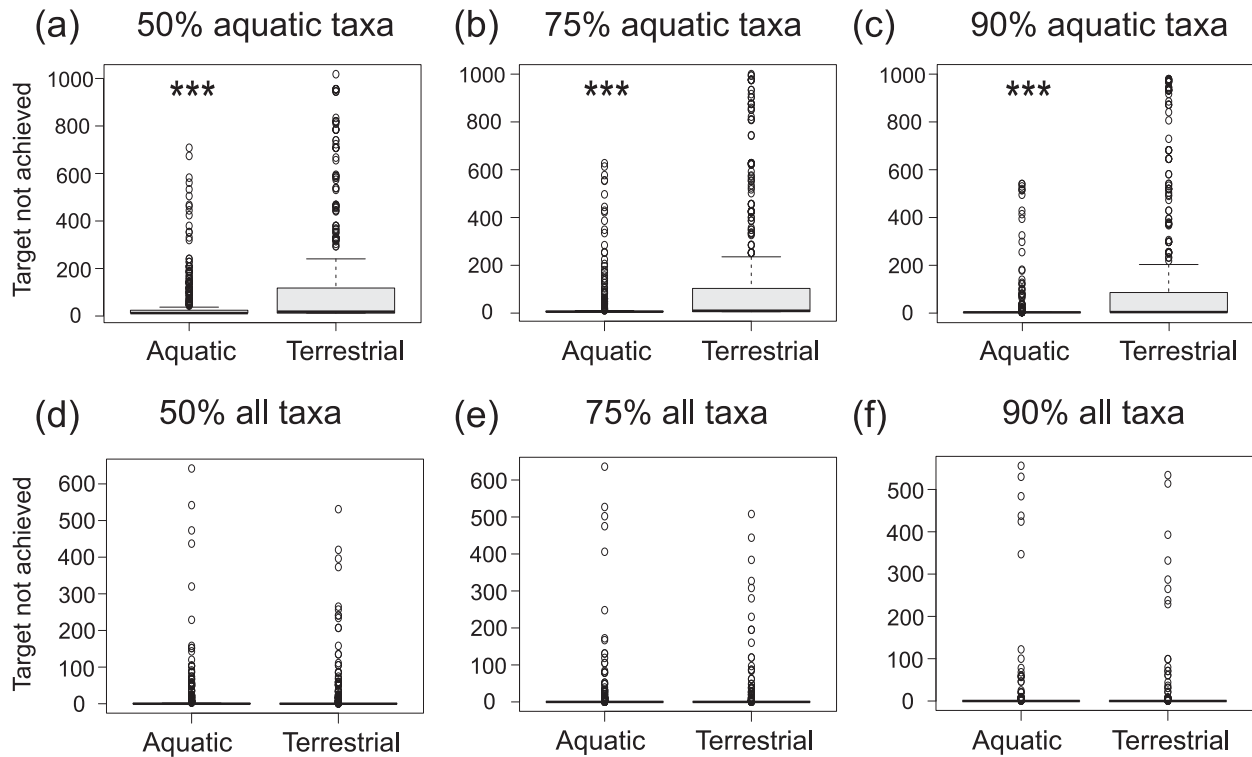 (a) 50% aquatic taxa
(b) 75% aquatic taxa
(c) 90% aquatic taxa
Target not achieved
1000
800
600
400
200
0
***
Aquatic Terrestrial
1000
800
600
400
200
0
***
Aquatic Terrestrial
1000
800
600
400
200
0
***
Aquatic Terrestrial
(d) 50% all taxa
(e) 75% all taxa
(f) 90% all taxa
Target not achieved
600
500
400
300
200
100
0
Aquatic Terrestrial
600
500
400
300
200
100
0
Aquatic Terrestrial
500
400
300
200
100
0
Aquatic Terrestrial